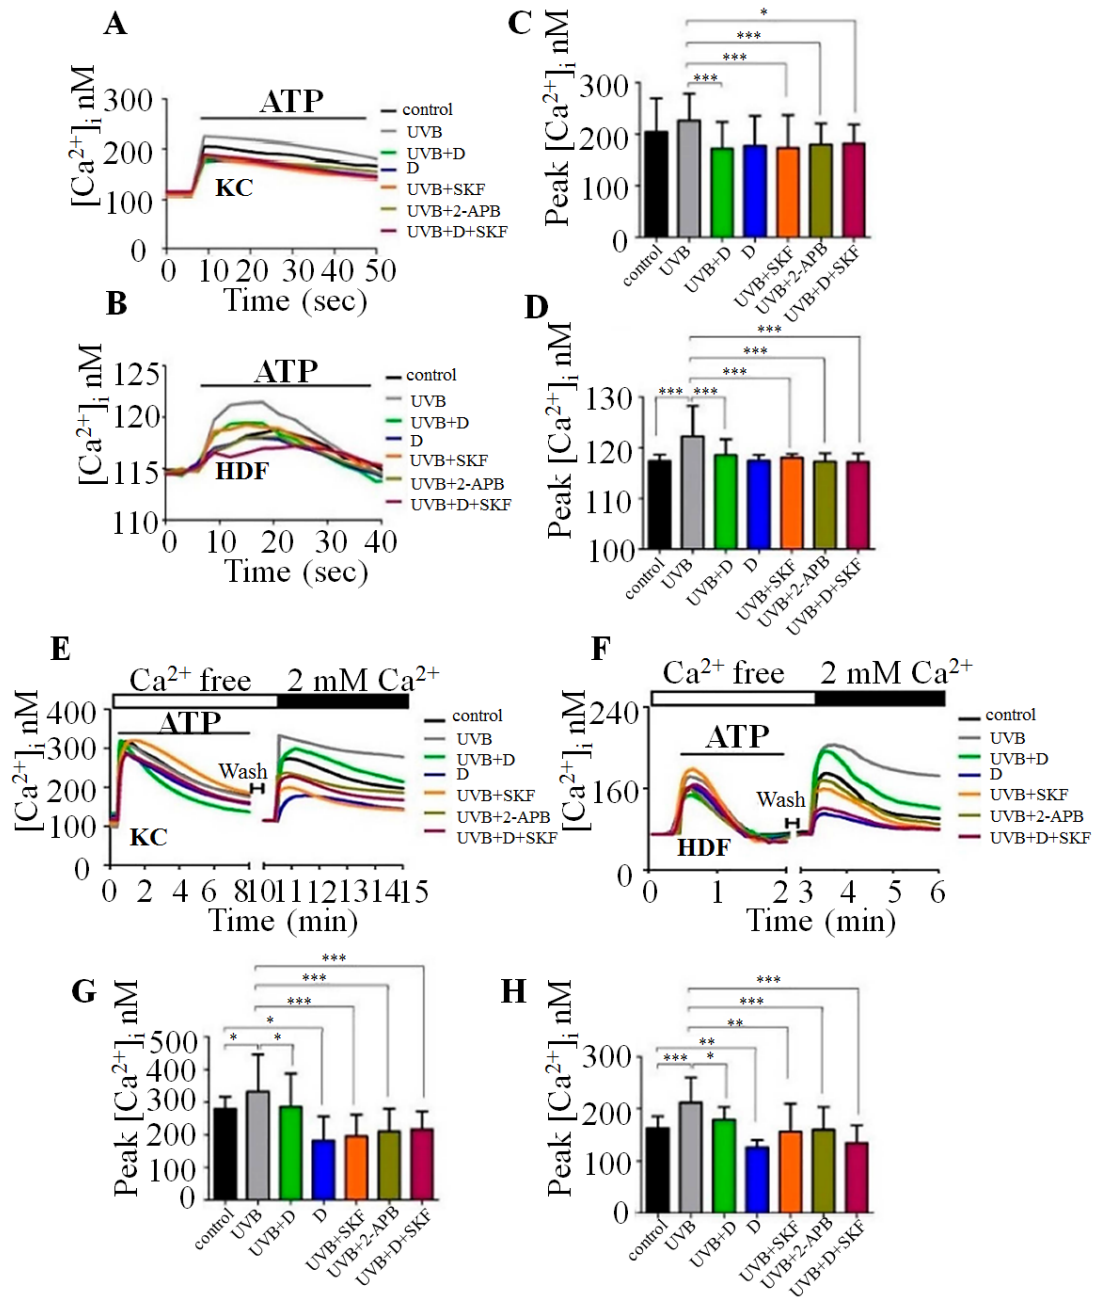 A
[Ca²⁺]ᵢ nM
300
200
100
0
ATP
KC
0 10 20 30 40 50
Time (sec)
control
UVB
UVB+D
D
UVB+SKF
UVB+2-APB
UVB+D+SKF
C
Peak [Ca²⁺]ᵢ nM
300
200
100
0
*
***
***
***
control
UVB
UVB+D
D
UVB+SKF
UVB+2-APB
UVB+D+SKF
B
[Ca²⁺]ᵢ nM
125
120
115
110
ATP
HDF
0 10 20 30 40
Time (sec)
control
UVB
UVB+D
D
UVB+SKF
UVB+2-APB
UVB+D+SKF
D
Peak [Ca²⁺]ᵢ nM
130
120
110
100
***
***
***
*** ***
control
UVB
UVB+D
D
UVB+SKF
UVB+2-APB
UVB+D+SKF
E
Ca²⁺ free 2 mM Ca²⁺
[Ca²⁺]ᵢ nM
400
300
200
100
0
ATP
Wash
KC
0 2 4 6 8 10 11 12 13 14 15
Time (min)
control
UVB
UVB+D
D
UVB+SKF
UVB+2-APB
UVB+D+SKF
F
Ca²⁺ free 2 mM Ca²⁺
[Ca²⁺]ᵢ nM
240
160
0
ATP
Wash
HDF
0 1 2 3 4 5 6
Time (min)
control
UVB
UVB+D
D
UVB+SKF
UVB+2-APB
UVB+D+SKF
G
Peak [Ca²⁺]ᵢ nM
500
400
300
200
100
0
***
***
***
*
* *
control
UVB
UVB+D
D
UVB+SKF
UVB+2-APB
UVB+D+SKF
H
Peak [Ca²⁺]ᵢ nM
300
200
100
0
***
***
**
**
*** *
control
UVB
UVB+D
D
UVB+SKF
UVB+2-APB
UVB+D+SKF